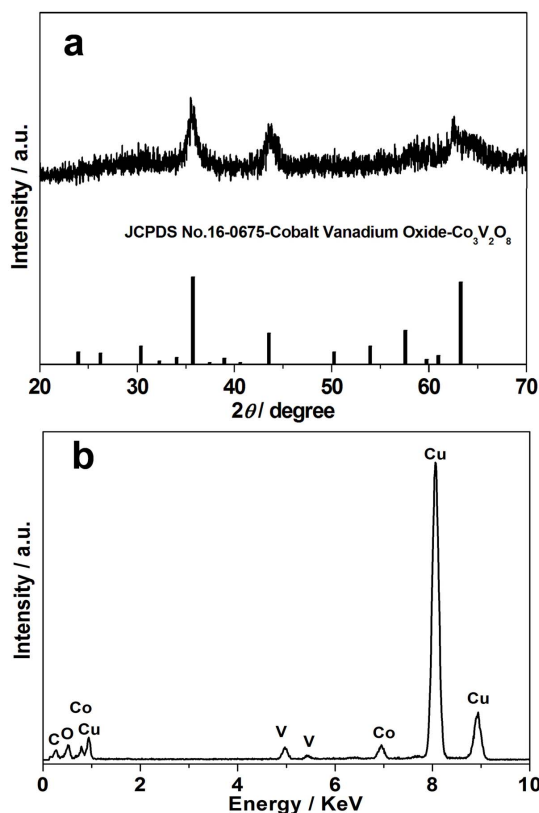 a
Intensity / a.u.
JCPDS No.16-0675-Cobalt Vanadium Oxide-Co₃V₂O₈
20 30 40 50 60 70
2θ / degree
b
Intensity / a.u.
Cu
Cu
Co
C O Cu
V V Co
0 2 4 6 8 10
Energy / KeV